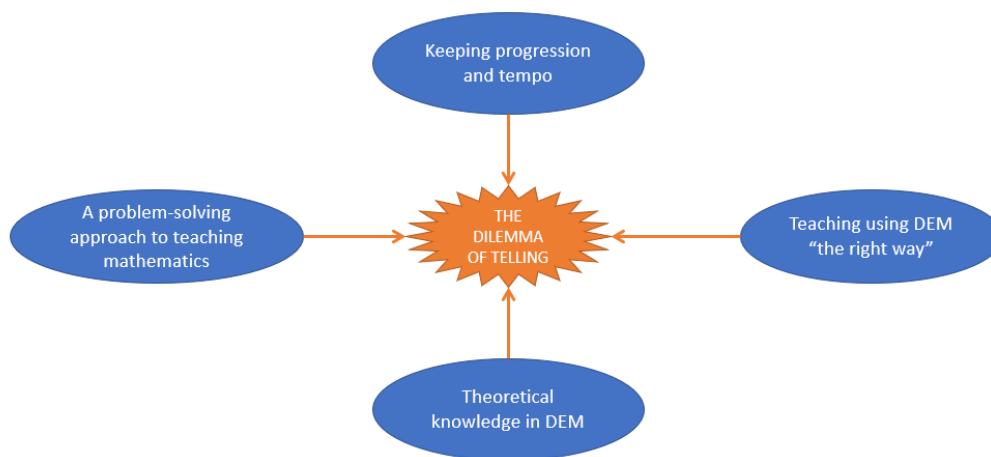 Keeping progression
and tempo
A problem-solving
approach to teaching
mathematics
THE
DILEMMA
OF TELLING
Teaching using DEM
“the right way”
Theoretical
knowledge in DEM